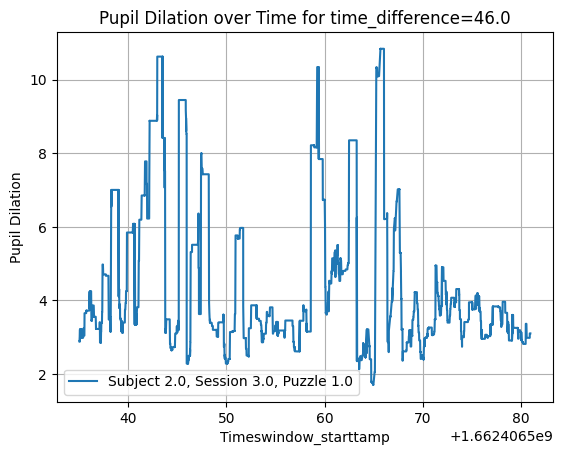 Pupil Dilation over Time for time_difference=46.0
Pupil Dilation
10
8
6
4
2
Subject 2.0, Session 3.0, Puzzle 1.0
40 50 60 70 80
Timeswindow_starttamp
+1.6624065e9